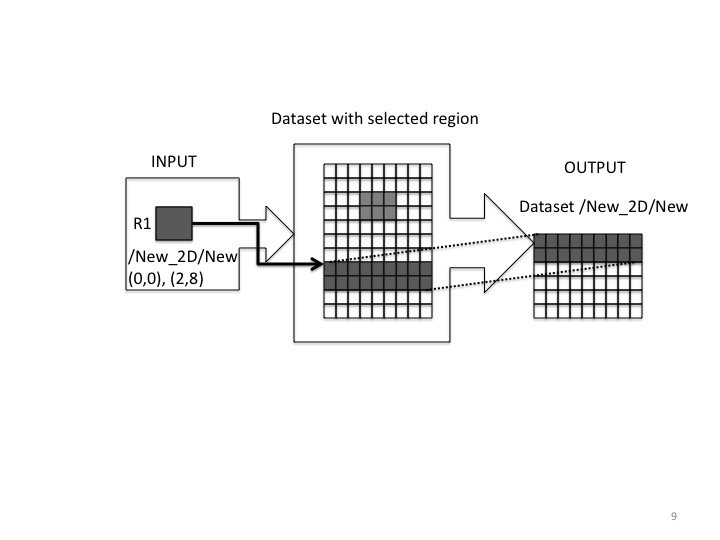 Dataset with selected region
INPUT
OUTPUT
Dataset /New_2D/New
R1
/New_2D/New
(0,0), (2,8)
9